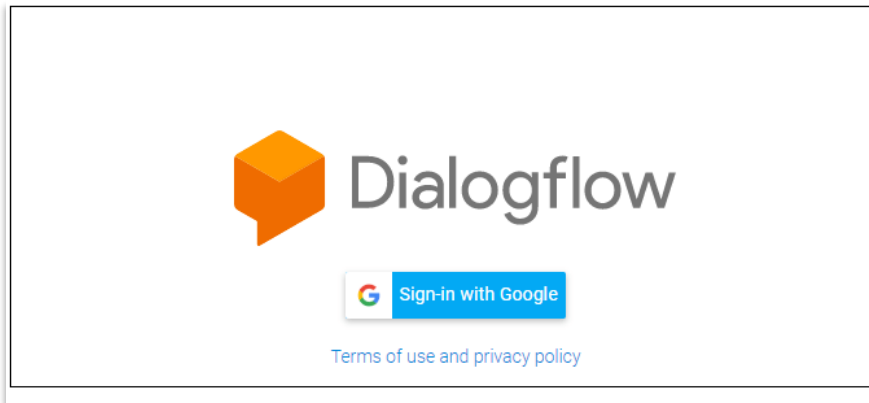 Dialogflow
Sign-in with Google
Terms of use and privacy policy